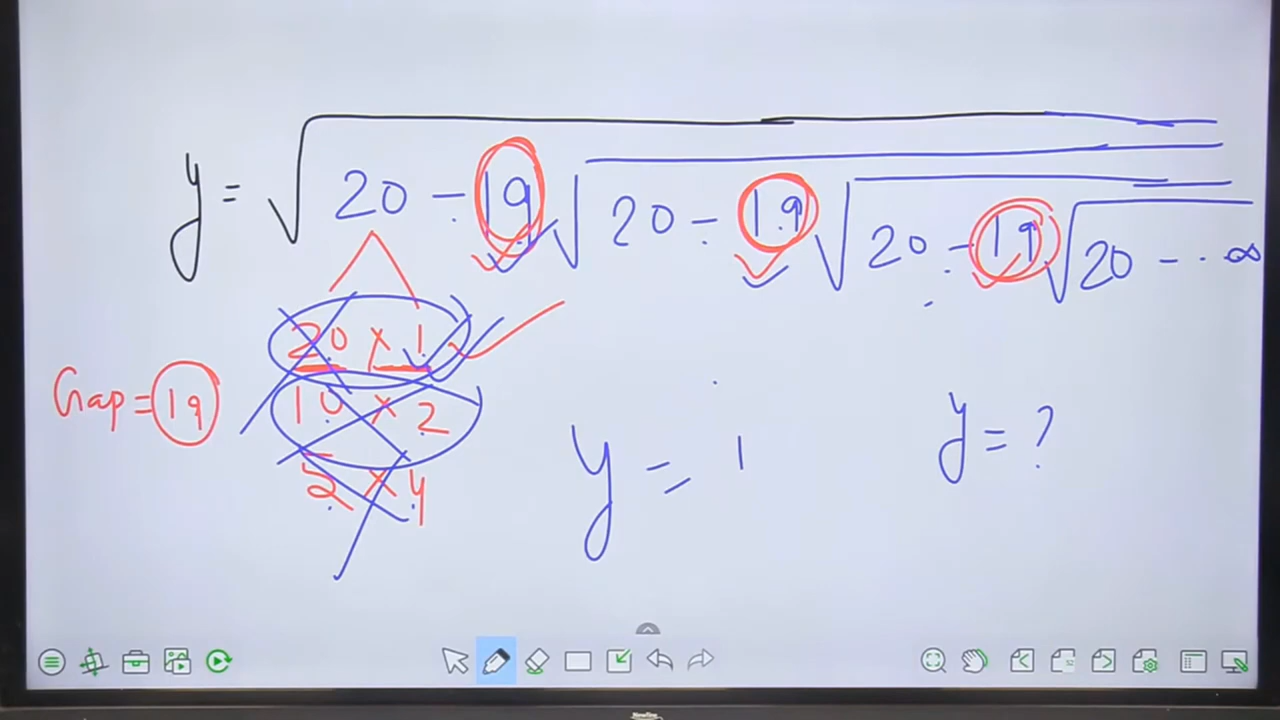 y = √20 - 19√20 - 19√20 - 19√20 - .. ∞
20 x 1
Gap = 19
10 x 2
5 x 4
y = 1
y = ?